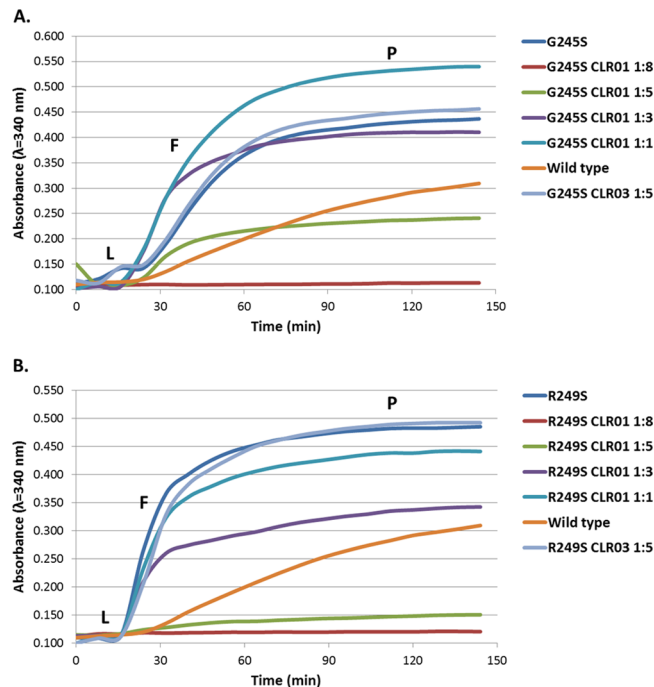 A.
Absorbance (λ=340 nm)
0.600
0.550
0.500
0.450
0.400
0.350
0.300
0.250
0.200
0.150
0.100
L
F
P
0
30
60
90
120
150
Time (min)
G245S
G245S CLR01 1:8
G245S CLR01 1:5
G245S CLR01 1:3
G245S CLR01 1:1
Wild type
G245S CLR03 1:5
B.
Absorbance (λ=340 nm)
0.550
0.500
0.450
0.400
0.350
0.300
0.250
0.200
0.150
0.100
L
F
P
0
30
60
90
120
150
Time (min)
R249S
R249S CLR01 1:8
R249S CLR01 1:5
R249S CLR01 1:3
R249S CLR01 1:1
Wild type
R249S CLR03 1:5